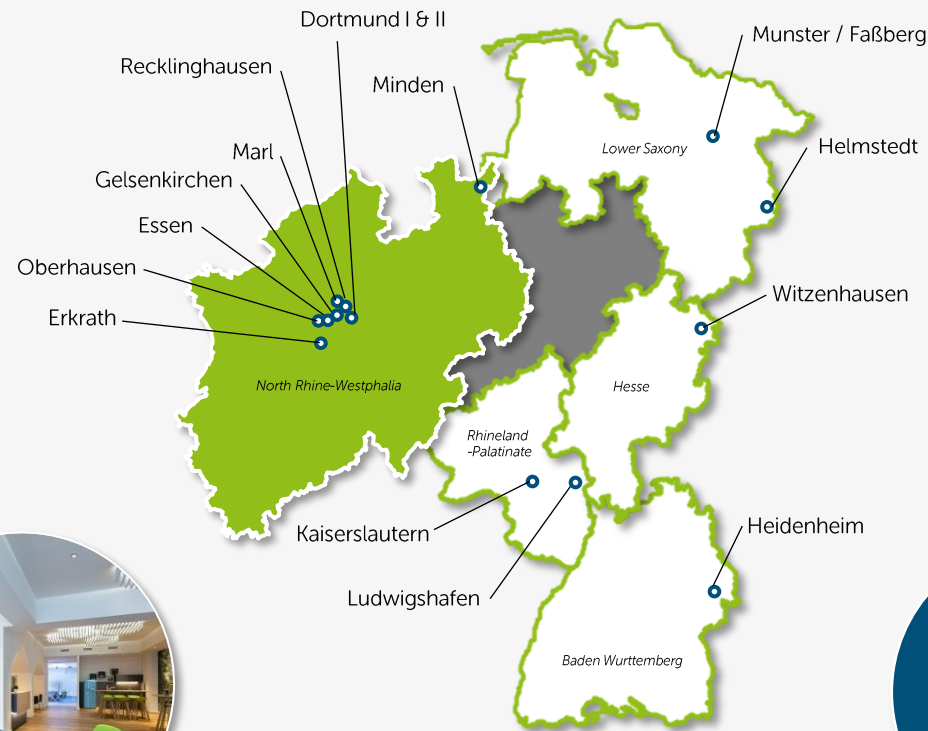 Dortmund I & II
Munster / Faßberg
Recklinghausen
Minden
Helmstedt
Lower Saxony
Marl
Gelsenkirchen
Essen
Oberhausen
Witzenhausen
Erkrath
North Rhine-Westphalia
Hesse
Rhineland
-Palatinate
Kaiserslautern
Heidenheim
Ludwigshafen
Baden Wurttemberg